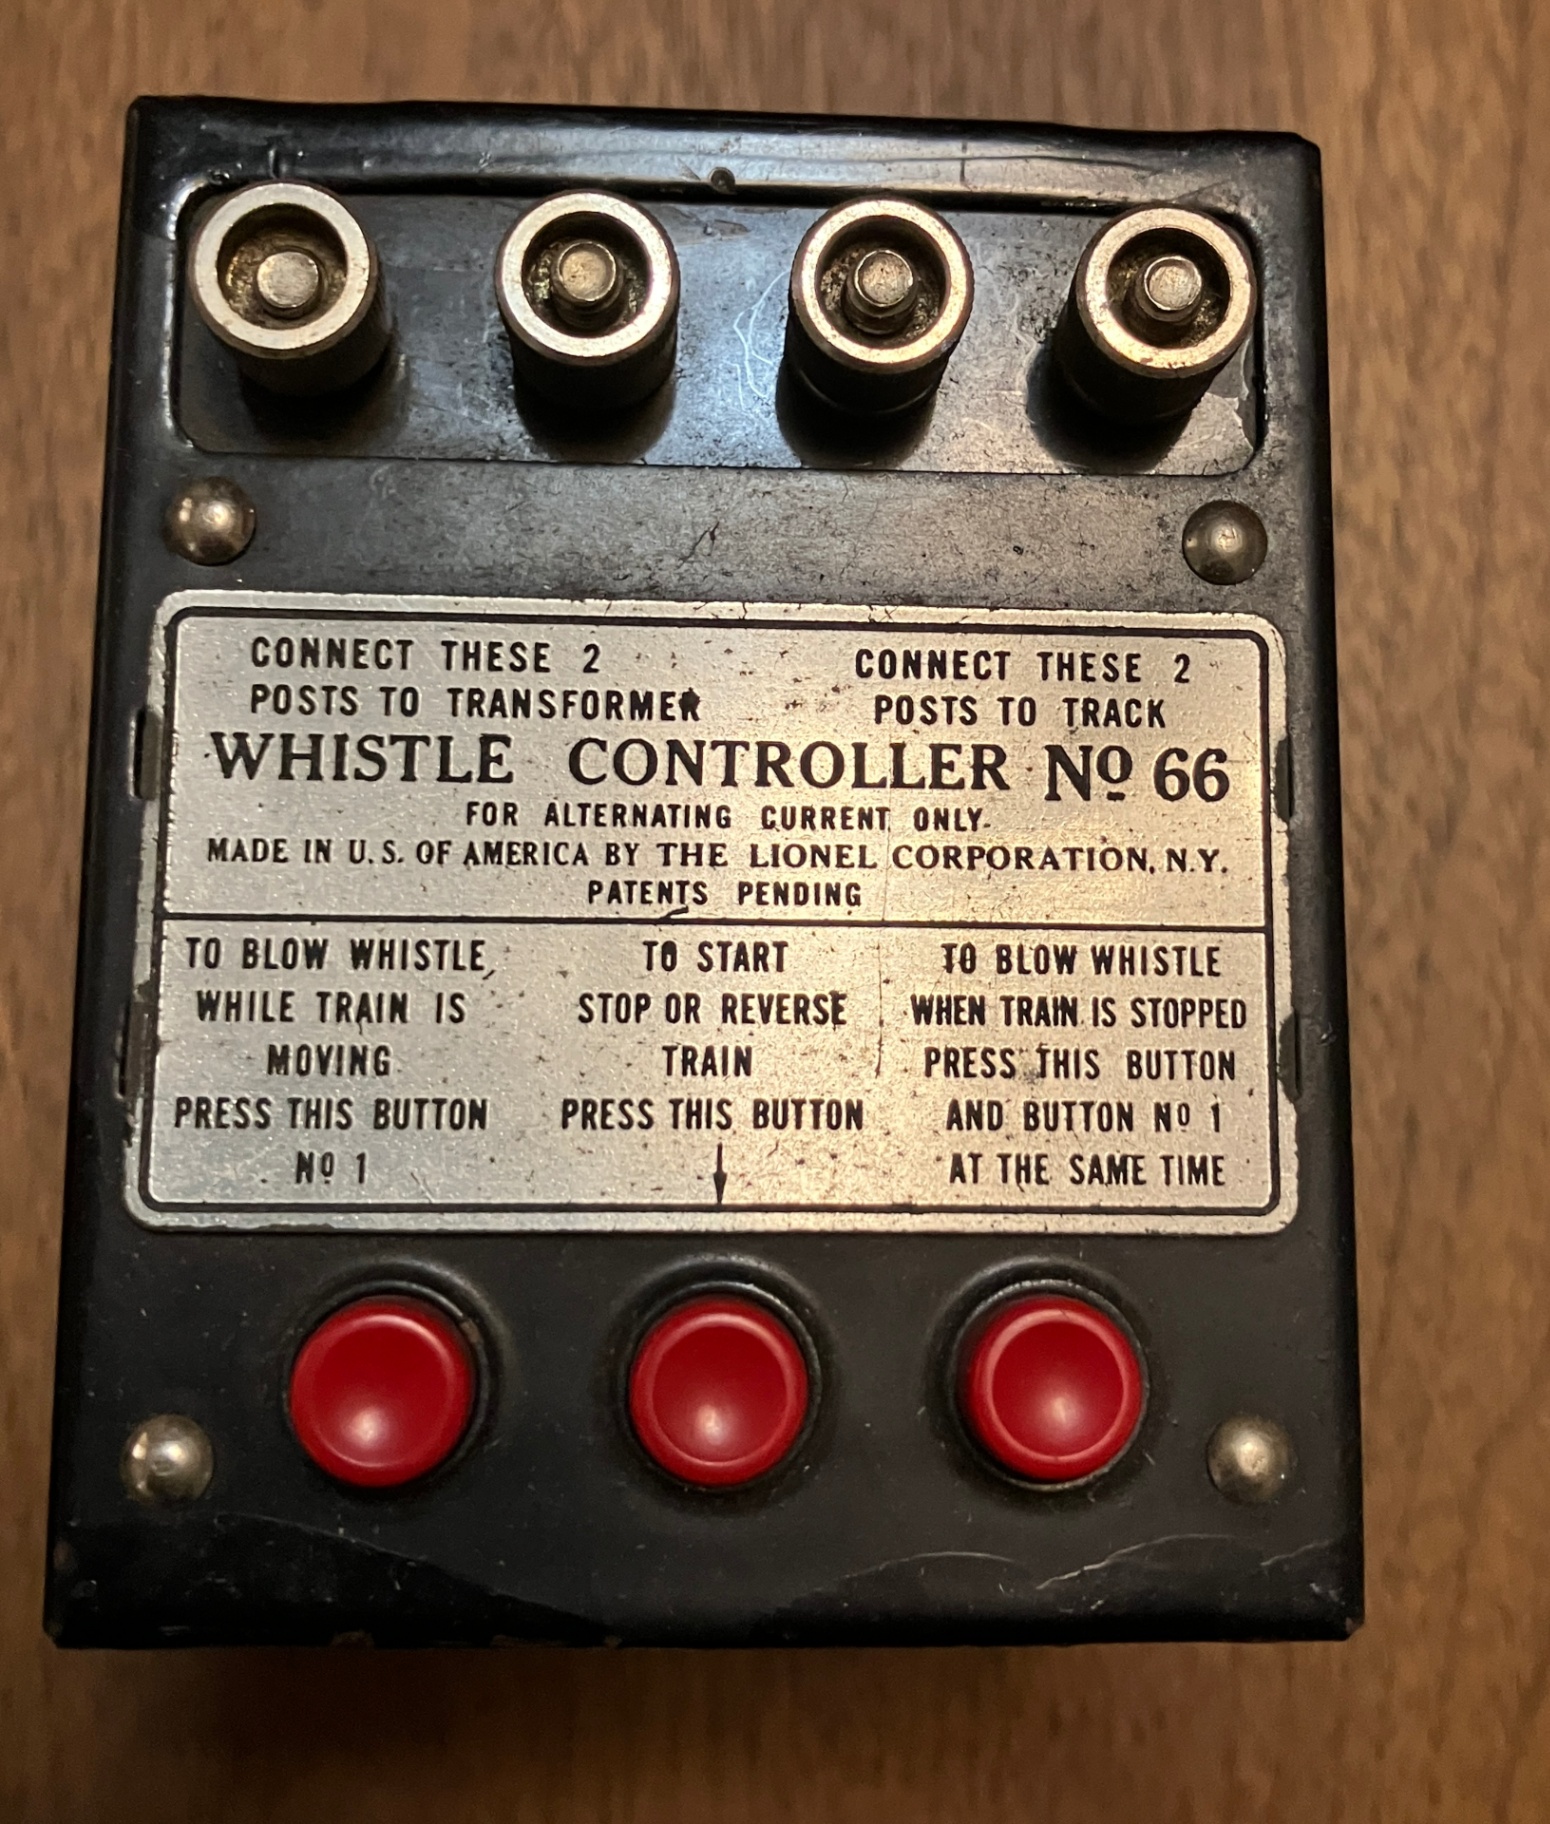 CONNECT THESE 2
POSTS TO TRANSFORMER
CONNECT THESE 2
POSTS TO TRACK
WHISTLE CONTROLLER Nº 66
FOR ALTERNATING CURRENT ONLY.
MADE IN U.S. OF AMERICA BY THE LIONEL CORPORATION, N.Y.
PATENTS PENDING
TO BLOW WHISTLE
WHILE TRAIN IS
MOVING
PRESS THIS BUTTON
Nº 1
TO START
STOP OR REVERSE
TRAIN
PRESS THIS BUTTON
TO BLOW WHISTLE
WHEN TRAIN IS STOPPED
PRESS THIS BUTTON
AND BUTTON Nº 1
AT THE SAME TIME